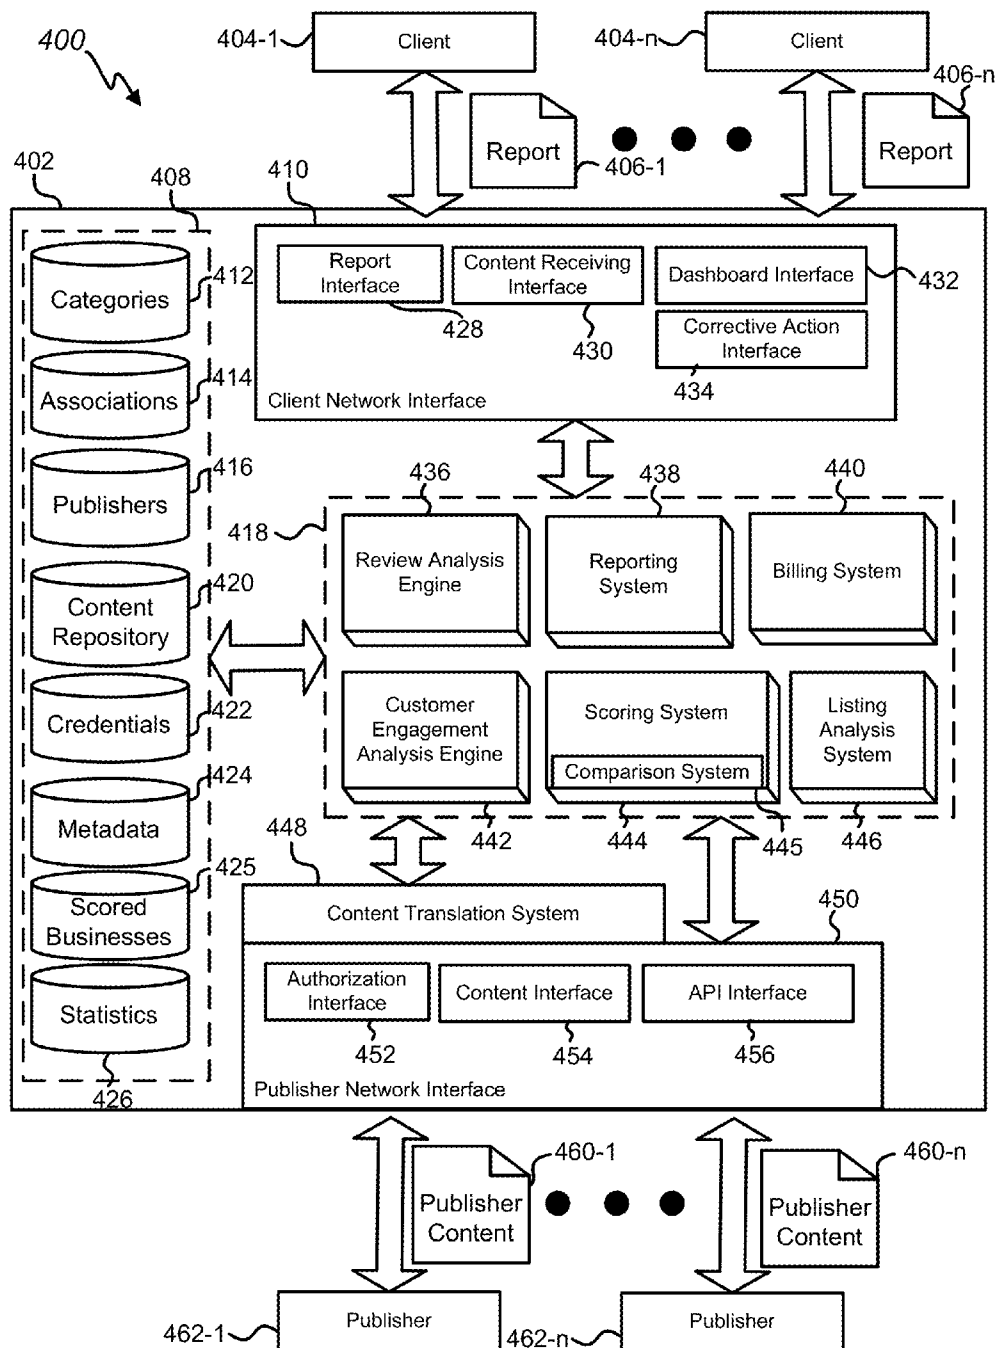 400
404-1
Client
404-n
Client
406-n
Report
406-1
Report
402
408
410
412
Categories
414
Associations
416
Publishers
420
Content
Repository
422
Credentials
424
Metadata
425
Scored
Businesses
Statistics
426
Report
Interface
428
Content Receiving
Interface
430
Dashboard Interface
432
Corrective Action
Interface
434
Client Network Interface
418
436
Review Analysis
Engine
438
Reporting
System
440
Billing System
Customer
Engagement
Analysis Engine
442
Scoring System
Comparison System
444
445
Listing
Analysis
System
446
448
Content Translation System
450
Authorization
Interface
452
Content Interface
454
API Interface
456
Publisher Network Interface
460-1
Publisher
Content
460-n
Publisher
Content
462-1
Publisher
462-n
Publisher